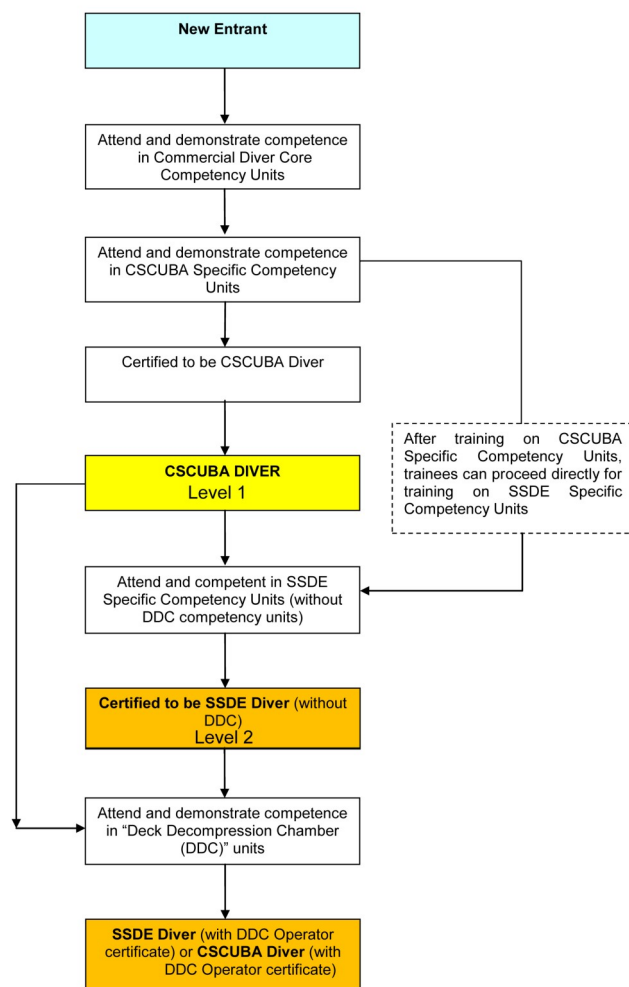 New Entrant
Attend and demonstrate competence
in Commercial Diver Core
Competency Units
Attend and demonstrate competence
in CSCUBA Specific Competency
Units
Certified to be CSCUBA Diver
After training on CSCUBA
Specific Competency Units,
trainees can proceed directly for
training on SSDE Specific
Competency Units
CSCUBA DIVER
Level 1
Attend and competent in SSDE
Specific Competency Units (without
DDC competency units)
Certified to be SSDE Diver (without
DDC)
Level 2
Attend and demonstrate competence
in “Deck Decompression Chamber
(DDC)” units
SSDE Diver (with DDC Operator
certificate) or CSCUBA Diver (with
DDC Operator certificate)